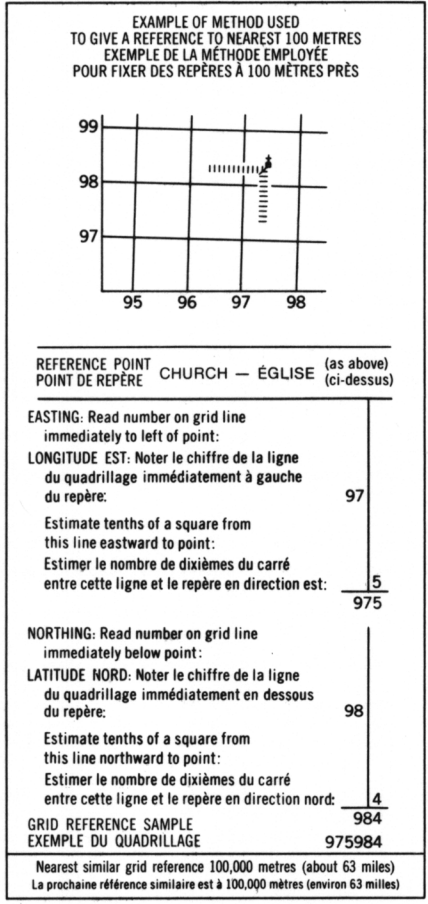 EXAMPLE OF METHOD USED
TO GIVE A REFERENCE TO NEAREST 100 METRES
EXEMPLE DE LA MÉTHODE EMPLOYÉE
POUR FIXER DES REPÈRES À 100 MÈTRES PRÈS
99
98
97
95 96 97 98
REFERENCE POINT
POINT DE REPÈRE
CHURCH — ÉGLISE
(as above)
(ci-dessus)
EASTING: Read number on grid line
immediately to left of point:
LONGITUDE EST: Noter le chiffre de la ligne
du quadrillage immédiatement à gauche
du repère: 97
Estimate tenths of a square from
this line eastward to point:
Estimer le nombre de dixièmes du carré
entre cette ligne et le repère en direction est: 5
975
NORTHING: Read number on grid line
immediately below point:
LATITUDE NORD: Noter le chiffre de la ligne
du quadrillage immédiatement en dessous
du repère: 98
Estimate tenths of a square from
this line northward to point:
Estimer le nombre de dixièmes du carré
entre cette ligne et le repère en direction nord: 4
984
GRID REFERENCE SAMPLE
EXEMPLE DU QUADRILLAGE 975984
Nearest similar grid reference 100,000 metres (about 63 miles)
La prochaine référence similaire est à 100,000 mètres (environ 63 milles)